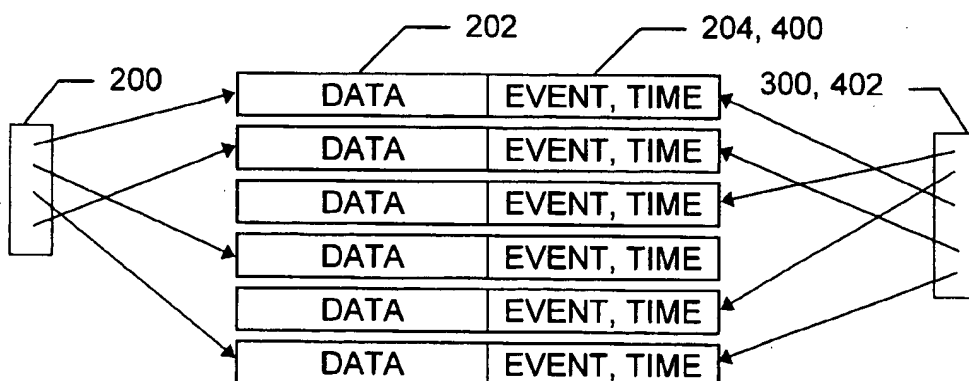 202
204, 400
200
300, 402
DATA EVENT, TIME
DATA EVENT, TIME
DATA EVENT, TIME
DATA EVENT, TIME
DATA EVENT, TIME
DATA EVENT, TIME